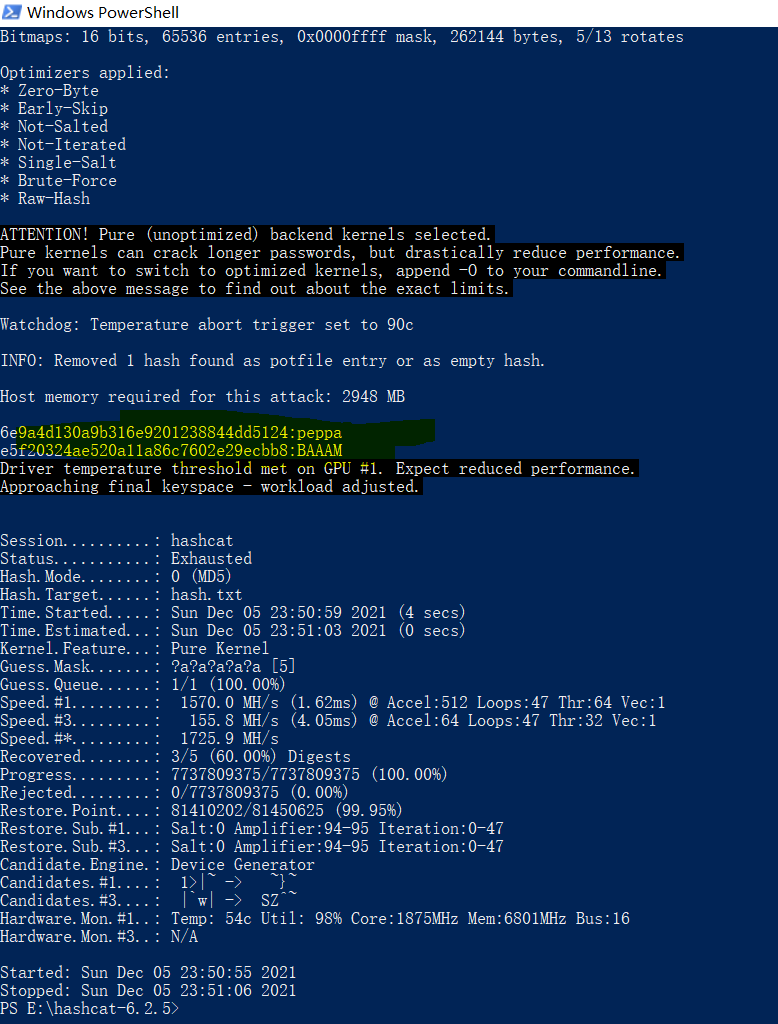 Windows PowerShell
Bitmaps: 16 bits, 65536 entries, 0x0000ffff mask, 262144 bytes, 5/13 rotates
Optimizers applied:
* Zero-Byte
* Early-Skip
* Not-Salted
* Not-Iterated
* Single-Salt
* Brute-Force
* Raw-Hash
ATTENTION! Pure (unoptimized) backend kernels selected.
Pure kernels can crack longer passwords, but drastically reduce performance.
If you want to switch to optimized kernels, append -O to your commandline.
See the above message to find out about the exact limits.
Watchdog: Temperature abort trigger set to 90c
INFO: Removed 1 hash found as potfile entry or as empty hash.
Host memory required for this attack: 2948 MB
6e9a4d130a9b316e9201238844dd5124:peppa
e5f20324ae520a11a86c7602e29ecbb8:BAAAM
Driver temperature threshold met on GPU #1. Expect reduced performance.
Approaching final keyspace - workload adjusted.
Session..........: hashcat
Status...........: Exhausted
Hash.Mode........: 0 (MD5)
Hash.Target......: hash.txt
Time.Started.....: Sun Dec 05 23:50:59 2021 (4 secs)
Time.Estimated...: Sun Dec 05 23:51:03 2021 (0 secs)
Kernel.Feature...: Pure Kernel
Guess.Mask.......: ?a?a?a?a?a [5]
Guess.Queue......: 1/1 (100.00%)
Speed.#1.........:  1570.0 MH/s (1.62ms) @ Accel:512 Loops:47 Thr:64 Vec:1
Speed.#3.........:   155.8 MH/s (4.05ms) @ Accel:64 Loops:47 Thr:32 Vec:1
Speed.#*.........:  1725.9 MH/s
Recovered........: 3/5 (60.00%) Digests
Progress.........: 7737809375/7737809375 (100.00%)
Rejected.........: 0/7737809375 (0.00%)
Restore.Point....: 81410202/81450625 (99.95%)
Restore.Sub.#1...: Salt:0 Amplifier:94-95 Iteration:0-47
Restore.Sub.#3...: Salt:0 Amplifier:94-95 Iteration:0-47
Candidate.Engine.: Device Generator
Candidates.#1....:  1>|~ ->   ~}~
Candidates.#3....:  |`w| ->  SZ^~
Hardware.Mon.#1..: Temp: 54c Util: 98% Core:1875MHz Mem:6801MHz Bus:16
Hardware.Mon.#3..: N/A
Started: Sun Dec 05 23:50:55 2021
Stopped: Sun Dec 05 23:51:06 2021
PS E:\hashcat-6.2.5>